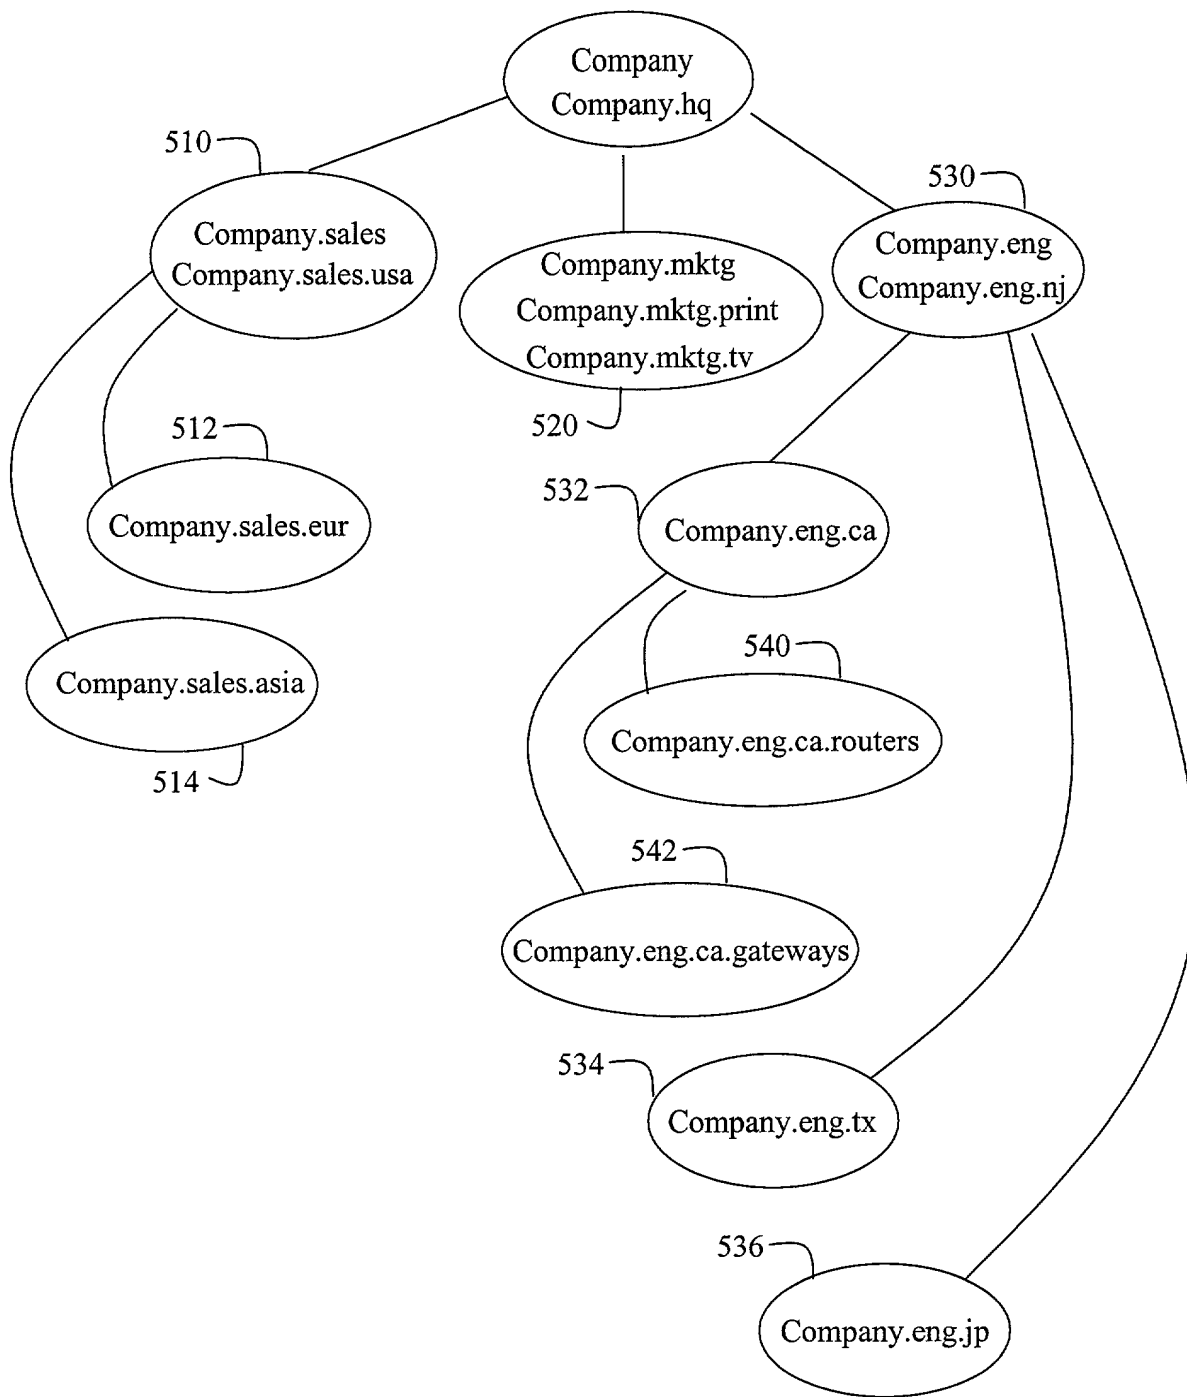 Company
Company.hq
510
530
Company.sales
Company.sales.usa
Company.mktg
Company.mktg.print
Company.mktg.tv
Company.eng
Company.eng.nj
520
512
532
Company.sales.eur
Company.eng.ca
540
Company.sales.asia
Company.eng.ca.routers
514
542
Company.eng.ca.gateways
534
Company.eng.tx
536
Company.eng.jp